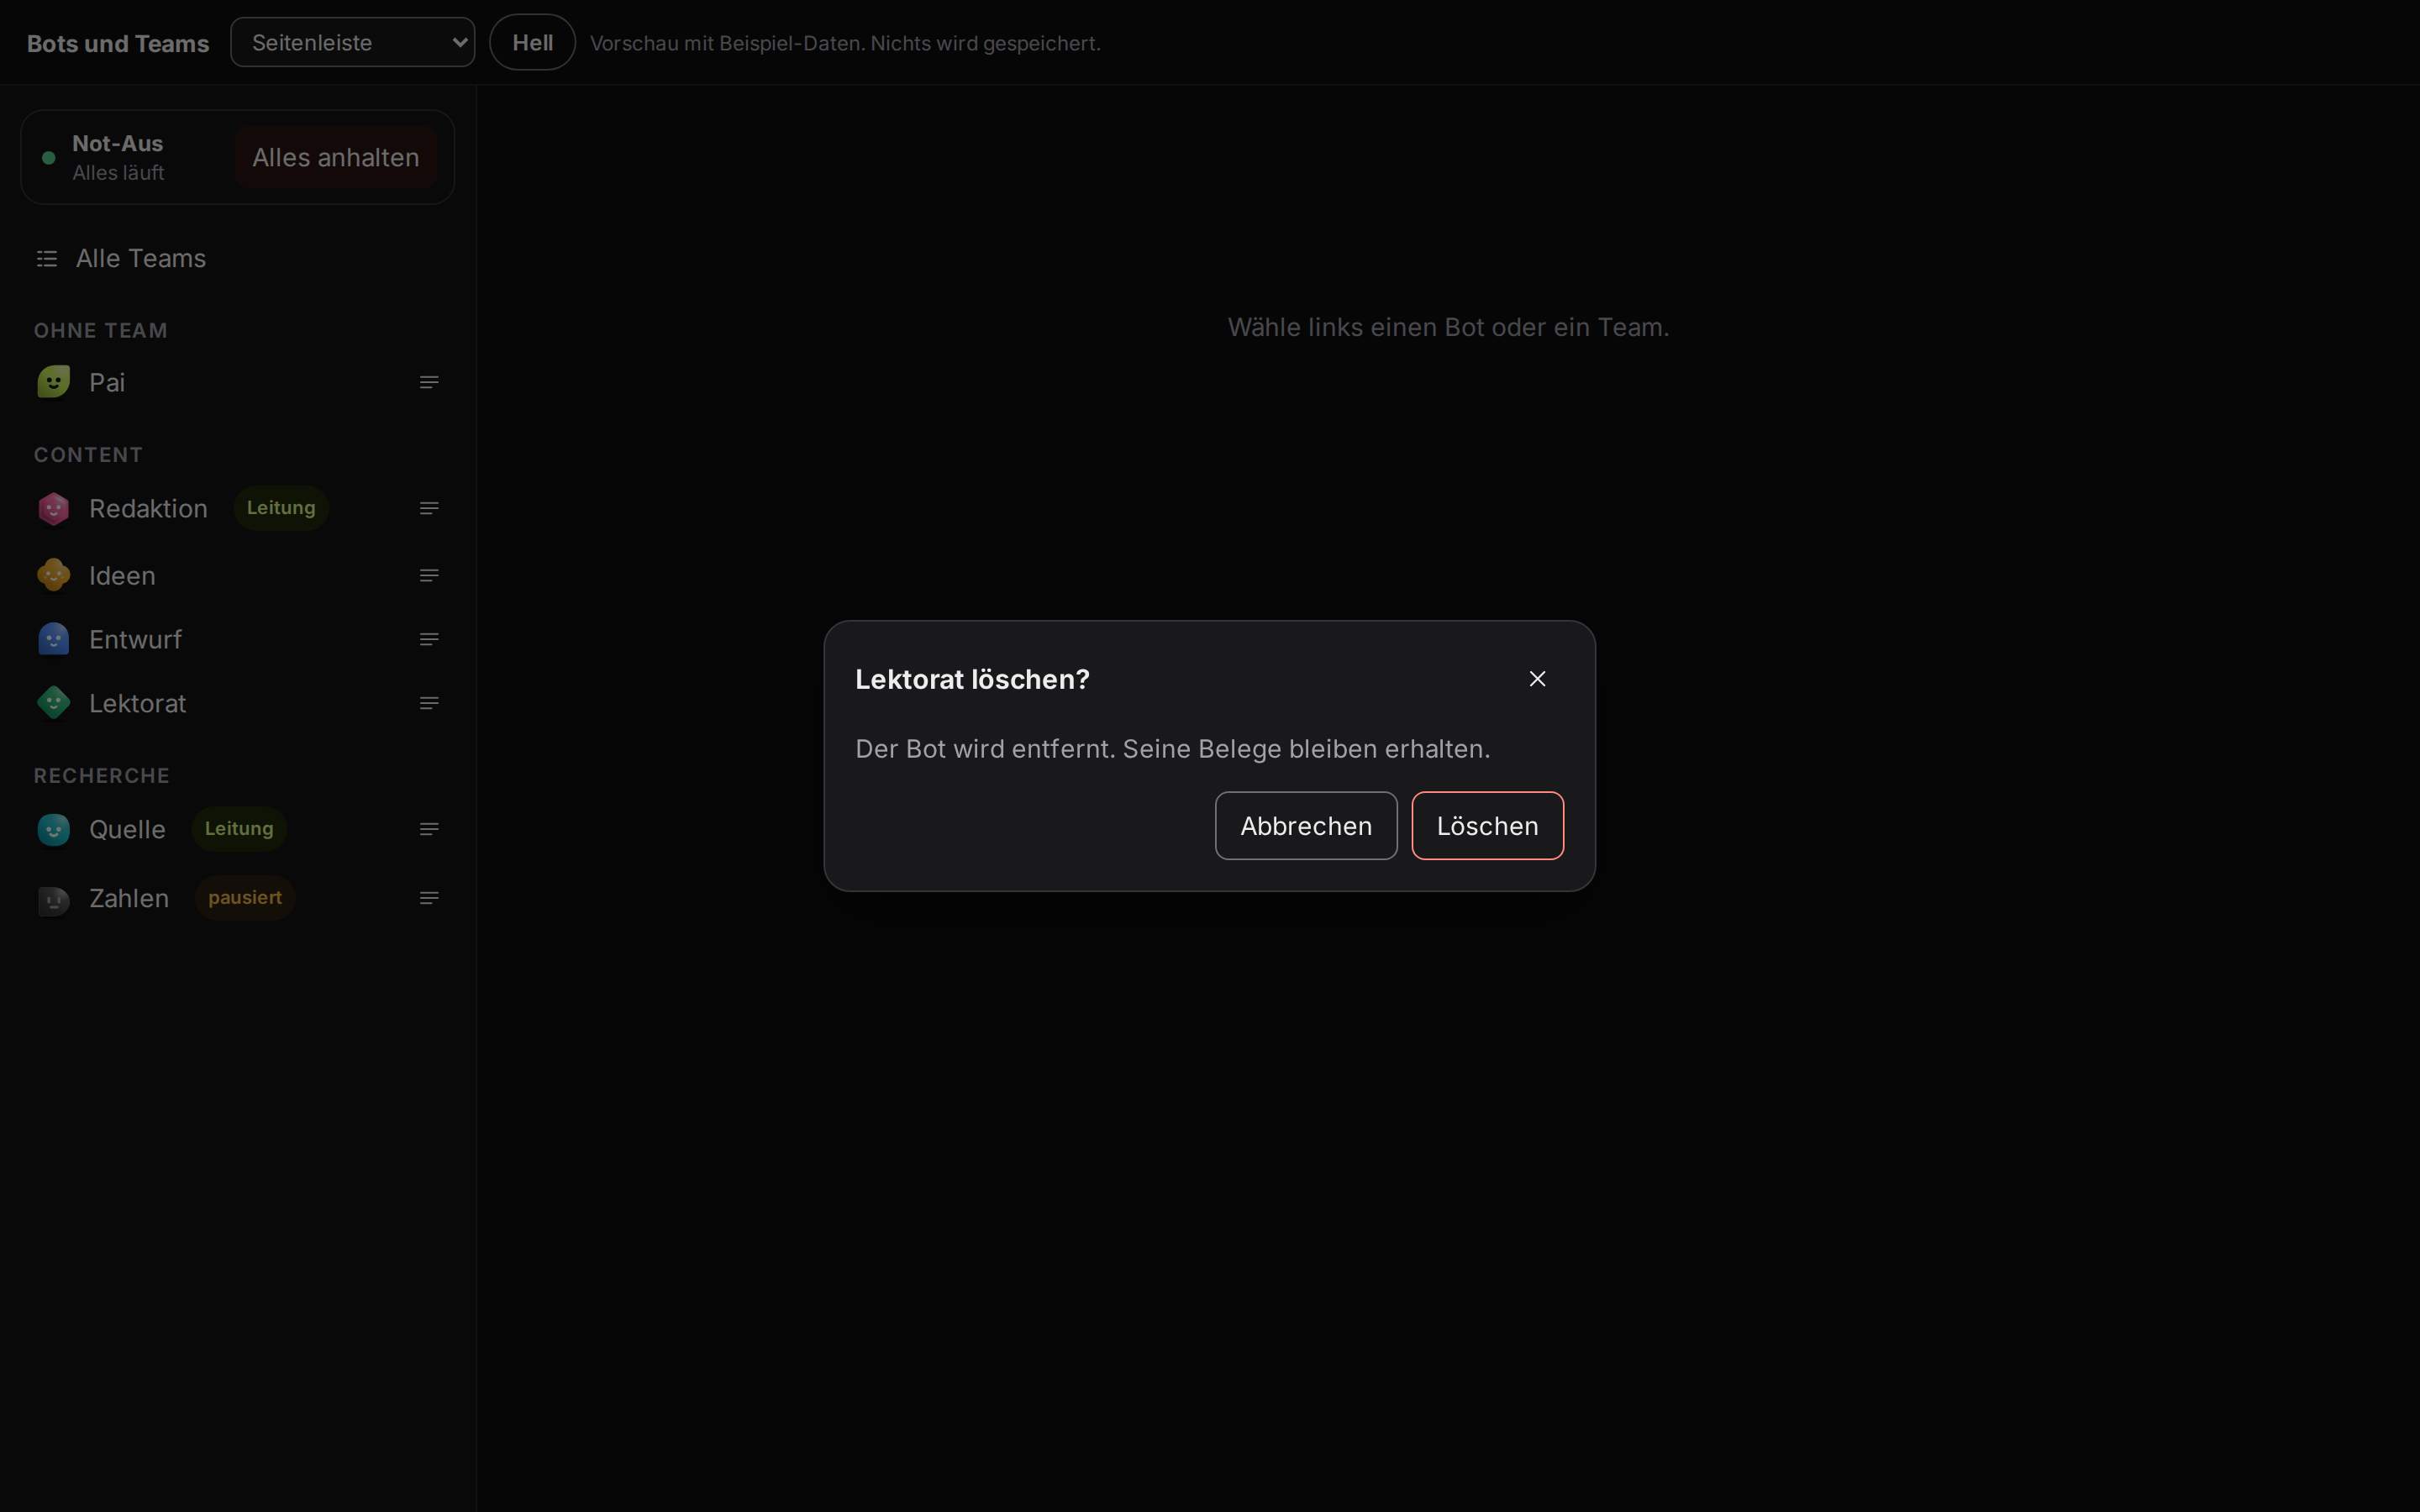 Bots und Teams
Seitenleiste
Hell
Vorschau mit Beispiel-Daten. Nichts wird gespeichert.
Not-Aus
Alles läuft
Alles anhalten
Alle Teams
OHNE TEAM
Pai
CONTENT
Redaktion Leitung
Ideen
Entwurf
Lektorat
RECHERCHE
Quelle Leitung
Zahlen pausiert
Wähle links einen Bot oder ein Team.
Lektorat löschen?
Der Bot wird entfernt. Seine Belege bleiben erhalten.
Abbrechen
Löschen